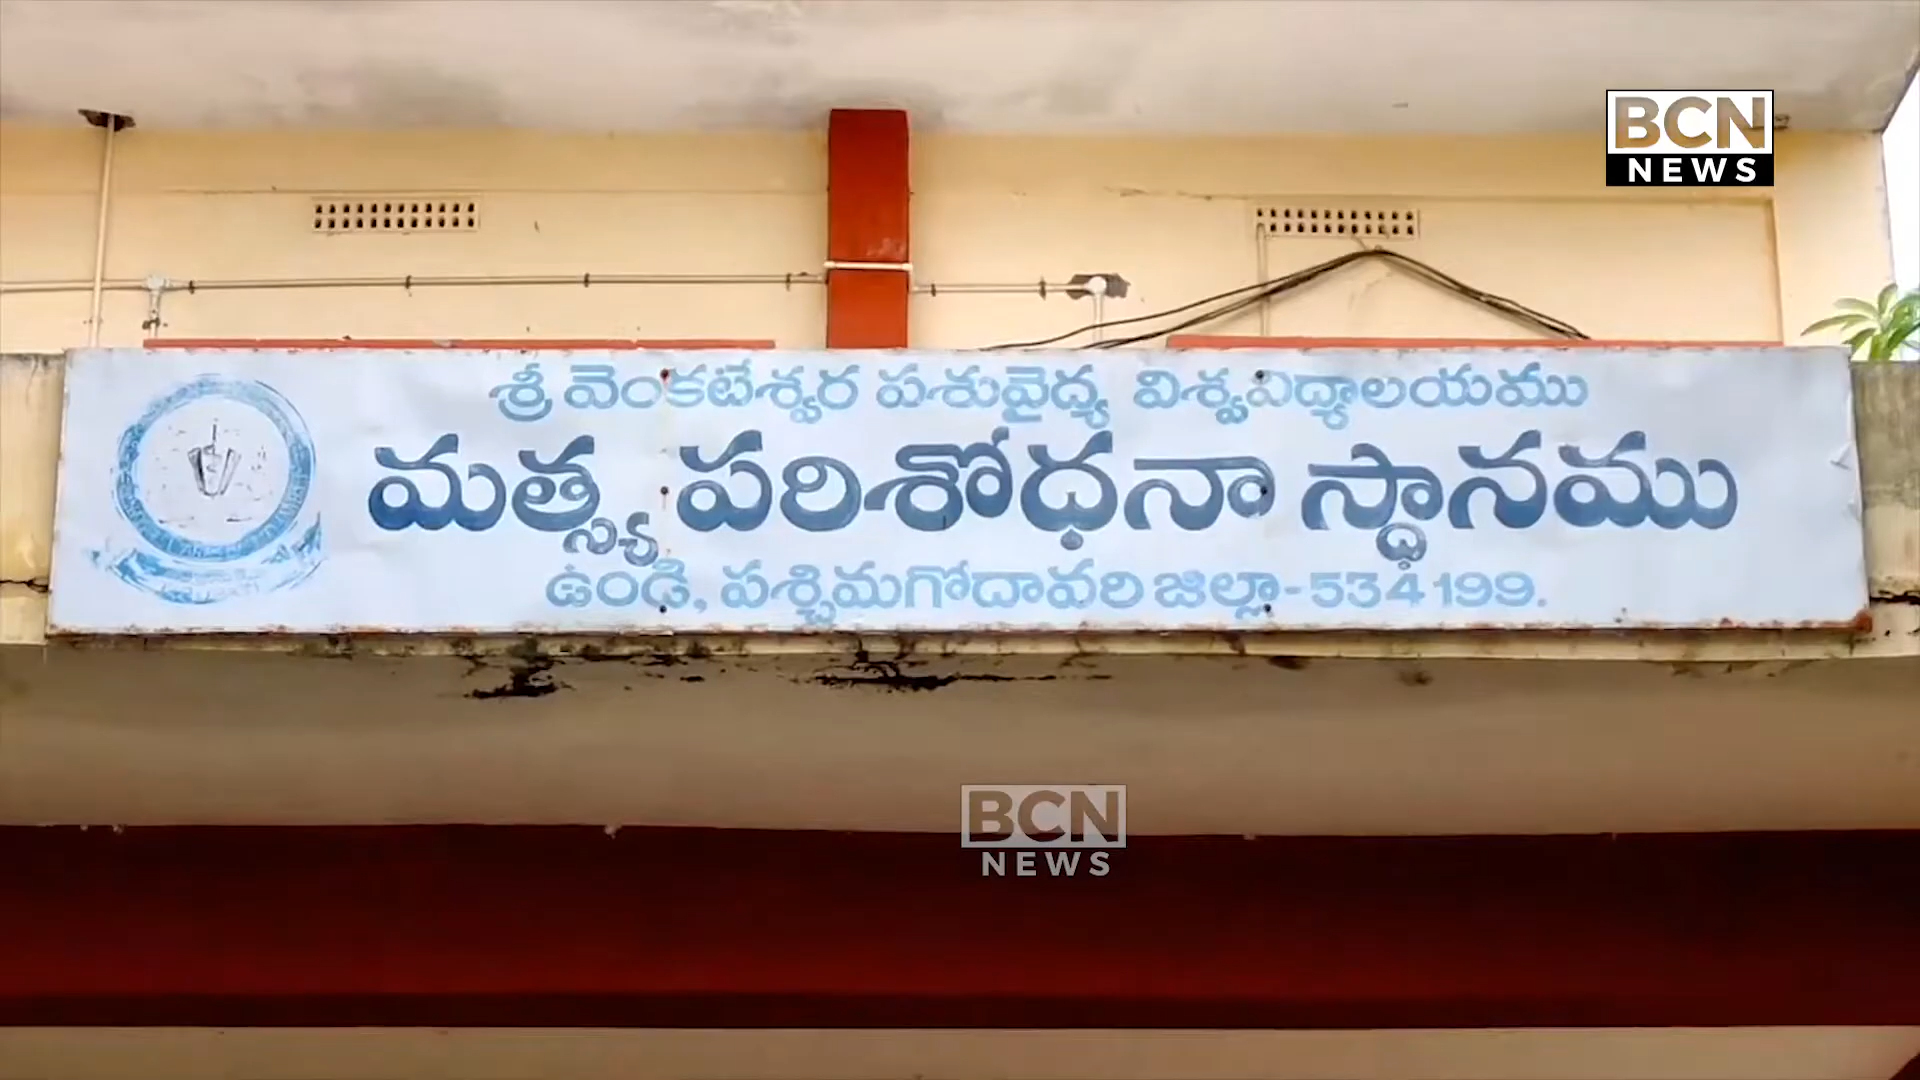 BCN
NEWS
శ్రీ వెంకటేశ్వర పశువైద్య విశ్వవిద్యాలయము
మత్స్య పరిశోధనా స్థానము
ఉండి, పశ్చిమగోదావరి జిల్లా-534199.
BCN
NEWS